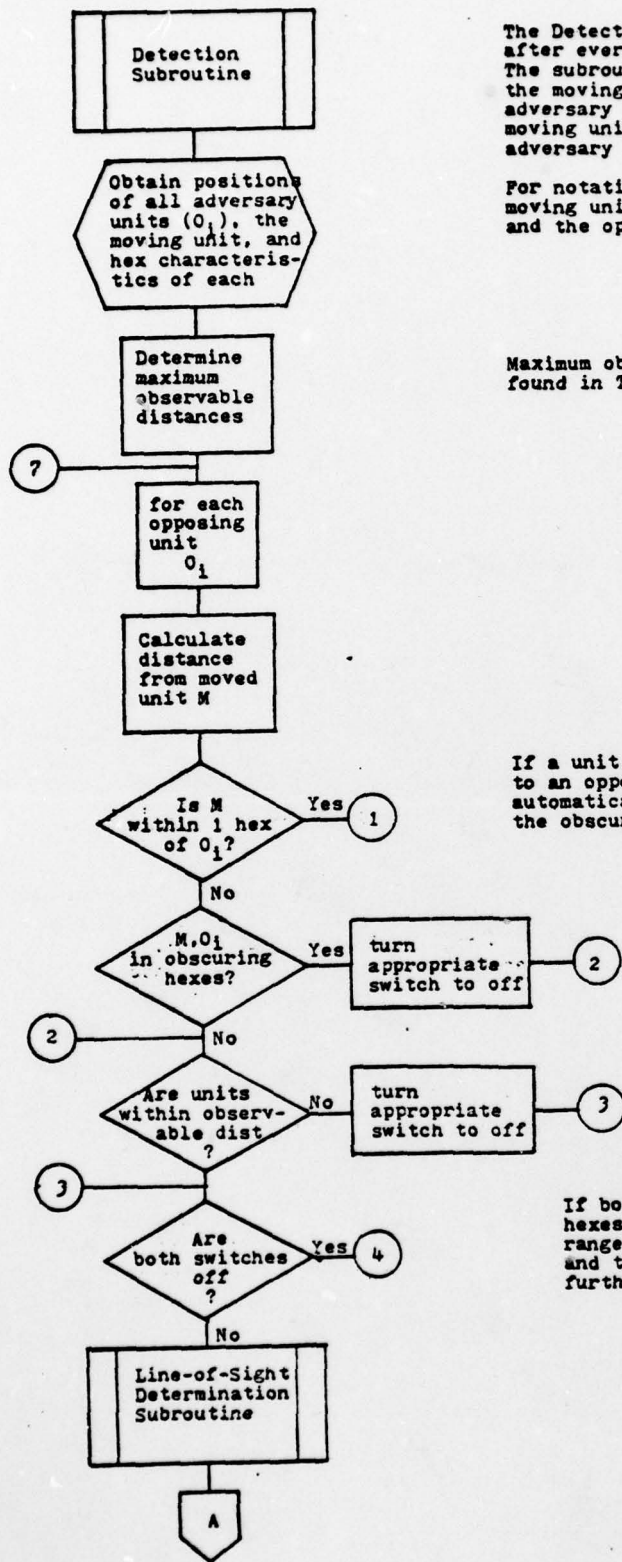 Detection
Subroutine
The Detect
after ever
The subrou
the moving
adversary
moving uni
adversary
Obtain positions
of all adversary
units (Oi), the
moving unit, and
hex characteris-
tics of each
For notati
moving uni
and the op
Determine
maximum
observable
distances
Maximum ob
found in T
7
for each
opposing
unit
Oi
Calculate
distance
from moved
unit M
Is M
within 1 hex
of Oi?
Yes
1
If a unit
to an oppo
automatica
the obscur
No
M,Oi
in obscuring
hexes?
Yes
turn
appropriate
switch to off
2
2
No
Are units
within observ-
able dist
?
No
turn
appropriate
switch to off
3
3
Are
both switches
off
?
Yes
4
If bo
hexes
range
and t
furth
No
Line-of-Sight
Determination
Subroutine
A